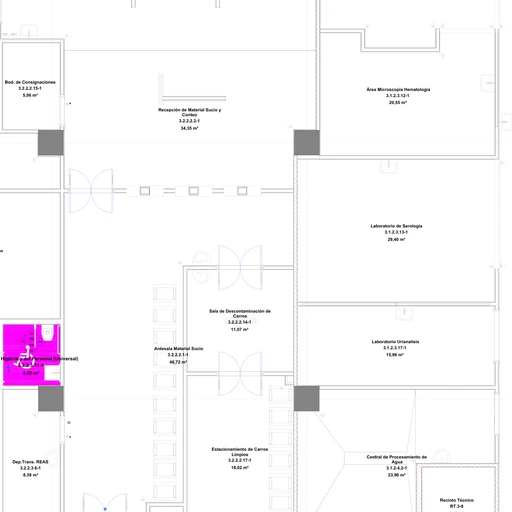 Bod. de Consignaciones
3.2.2.2.15-1
5,06 m²
Área Microscopía Hematología
3.1.2.3.12-1
20,55 m²
Recepción de Material Sucio y
Conteo
3.2.2.2.2-1
34,35 m²
Laboratorio de Serología
3.1.2.3.13-1
29,40 m²
Sala de Descontaminación de
Carros
3.2.2.2.14-1
11,07 m²
Antesala Material Sucio
3.2.2.2.1-1
46,72 m²
Laboratorio Urianalisis
3.1.2.3.17-1
15,96 m²
Personal (Universal)
Estacionamiento de Carros
Limpios
3.2.2.2.17-1
18,02 m²
Dep.Trans. REAS
3.2.2.3.6-1
8,38 m²
Central de Procesamiento de
Agua
3.1.2.4.2-1
23,96 m²
Recinto Técnico
RT.3-8